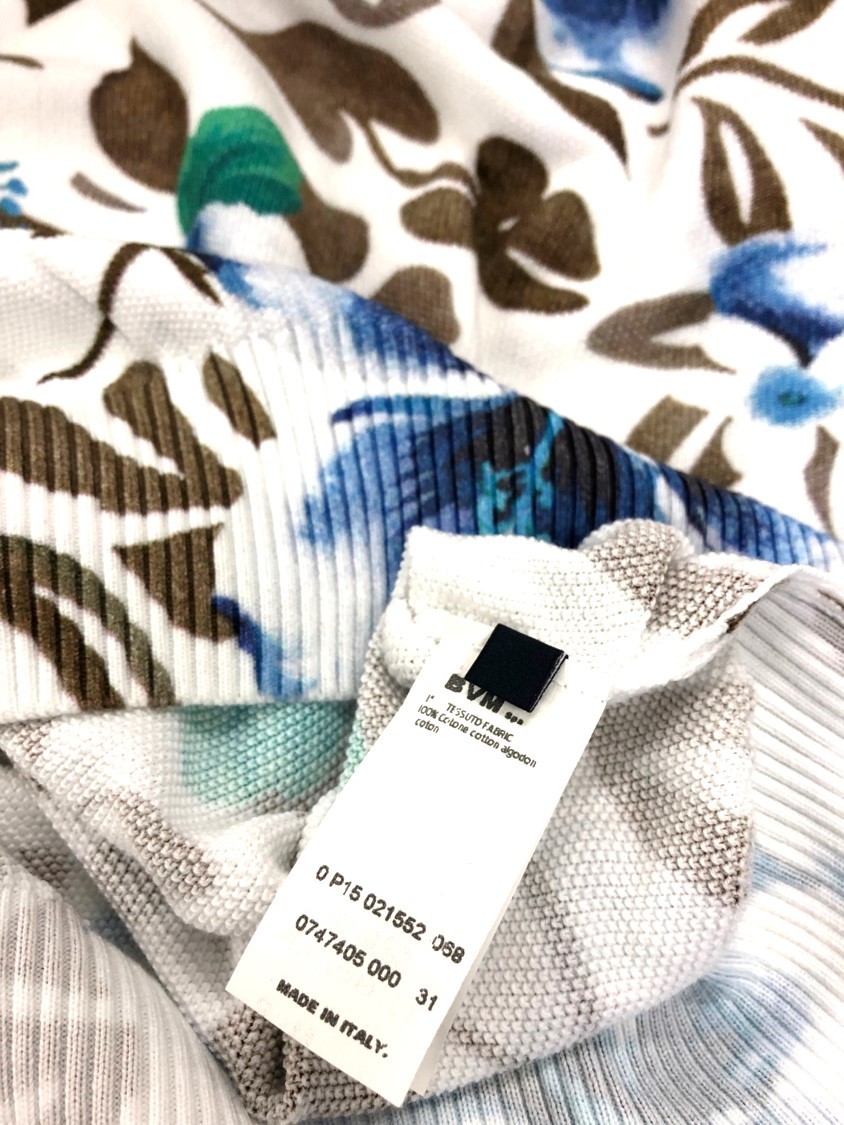 BVM spa
1° TESSUTO FABRIC
100% Cotone cotton algodon
coton
0 P15 021552 068
0747405 000 31
MADE IN ITALY.